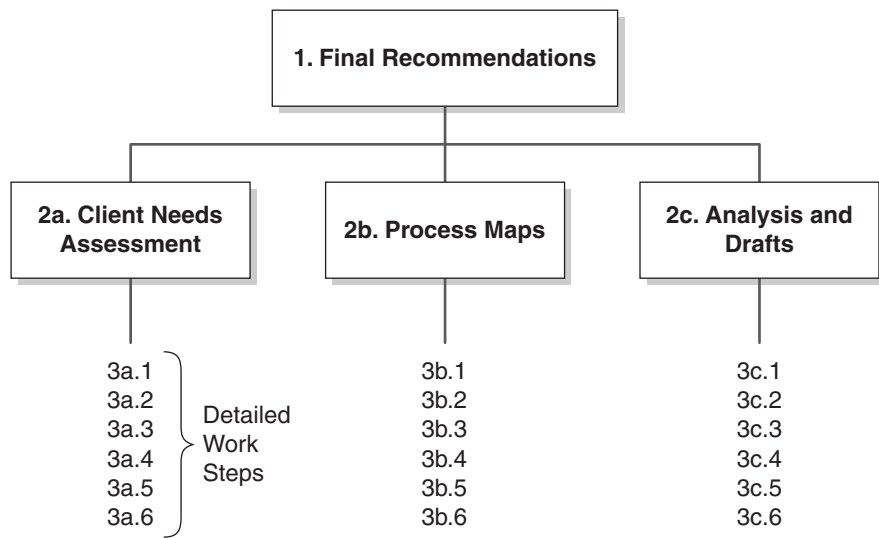 1. Final Recommendations
2a. Client Needs
Assessment
2b. Process Maps
2c. Analysis and
Drafts
3a.1
3a.2
3a.3
3a.4
3a.5
3a.6
Detailed
Work
Steps
3b.1
3b.2
3b.3
3b.4
3b.5
3b.6
3c.1
3c.2
3c.3
3c.4
3c.5
3c.6